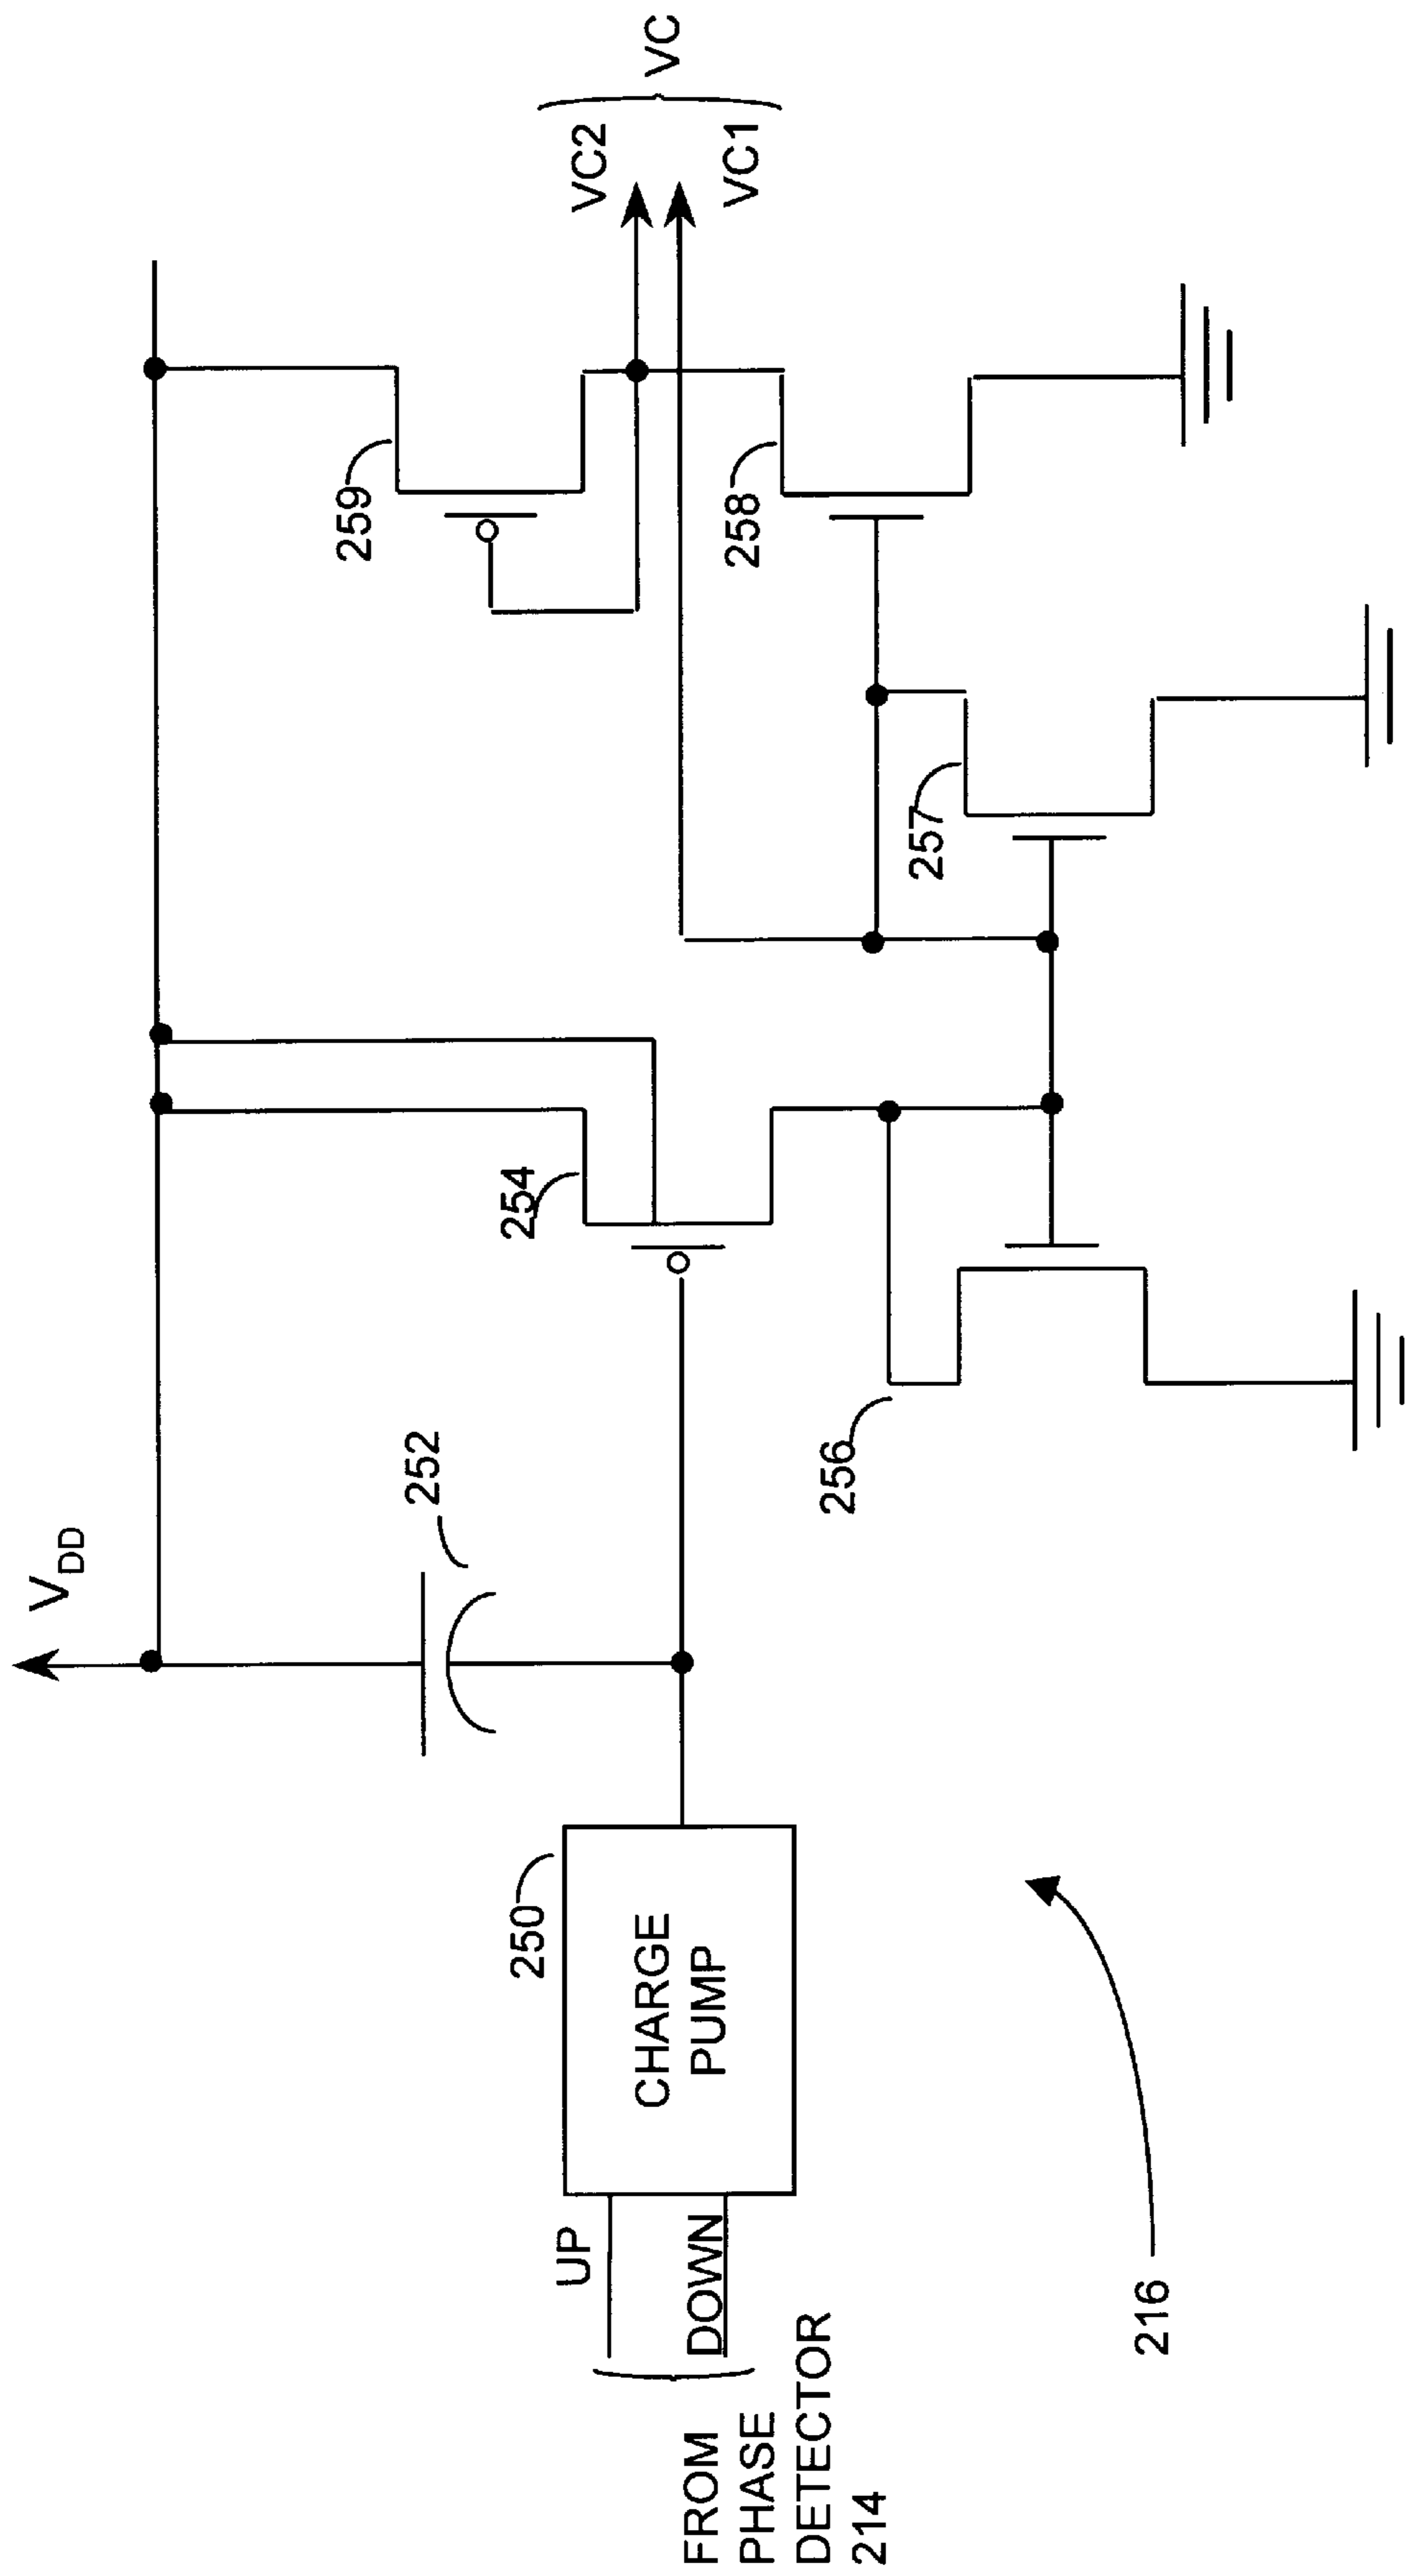 V_DD
252
254
259
VC2
VC
VC1
258
257
256
250
CHARGE
PUMP
UP
DOWN
FROM
PHASE
DETECTOR
214
216